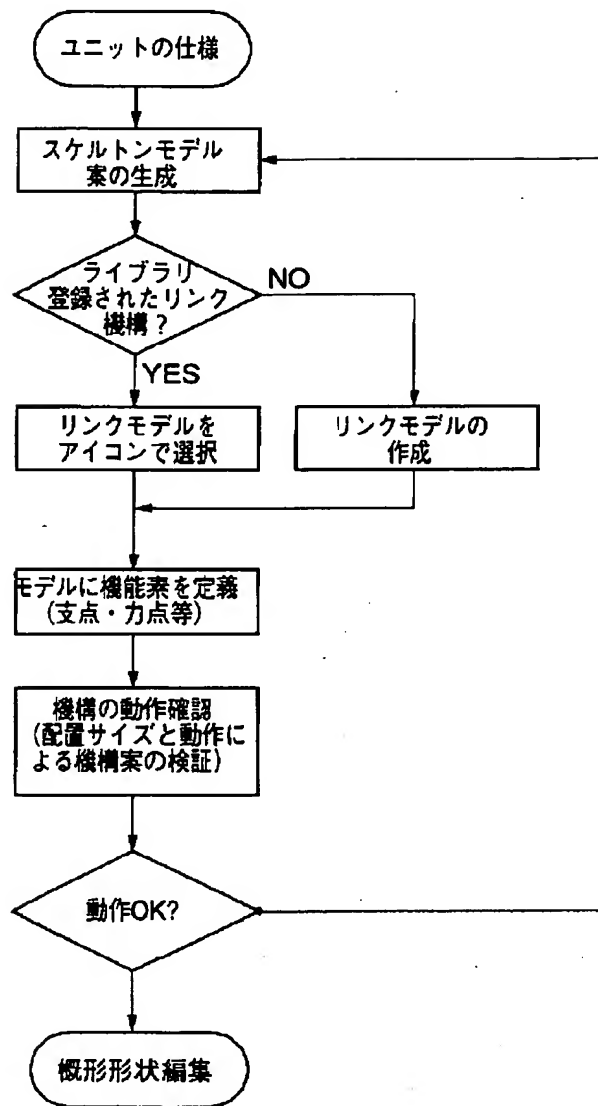 ユニットの仕様
スケルトンモデル
案の生成
ライブラリ
登録されたリンク
機構？
NO
YES
リンクモデルを
アイコンで選択
リンクモデルの
作成
モデルに機能素を定義
(支点・力点等)
機構の動作確認
(配置サイズと動作に
よる機構案の検証)
動作OK?
概形形状編集